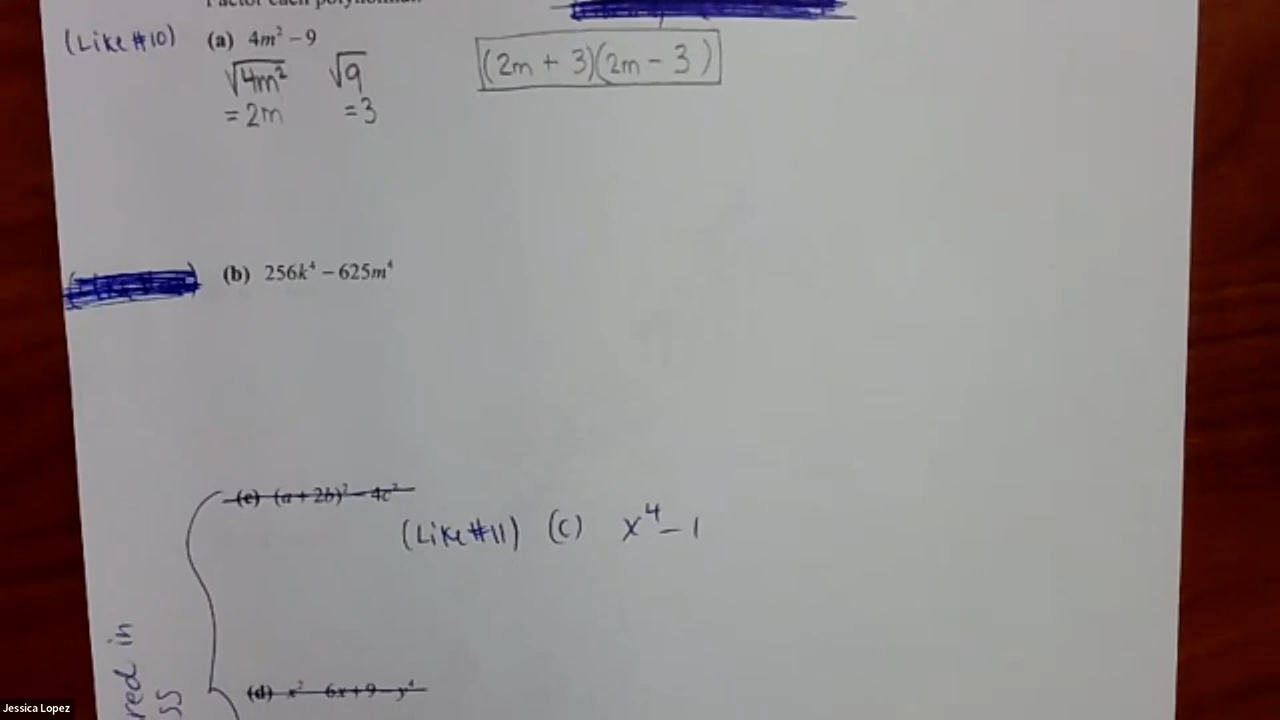 Factor each polynomial.
(Like #10) (a) 4m² – 9
(2m + 3)(2m - 3)
√4m² √9
= 2m = 3
(b) 256k⁴ – 625m⁴
(c) (a + 2b)² – 4c²
(Like #11) (c) x⁴ - 1
red in
ss
(d) x² – 6x + 9 – y⁴
Jessica Lopez